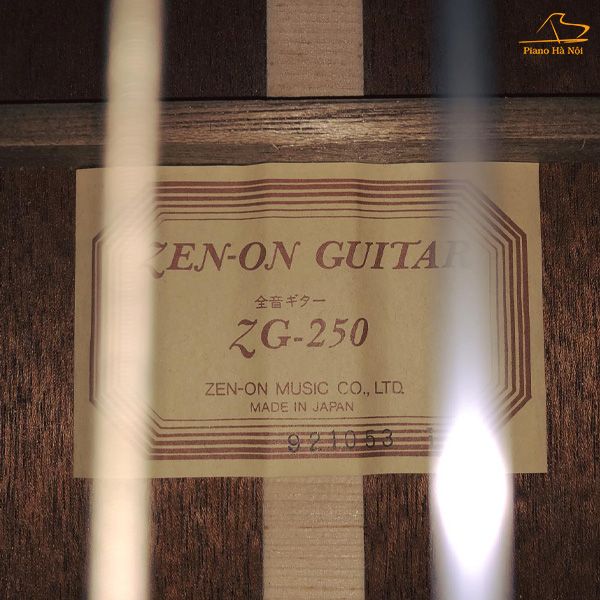 Piano Hà Nội
ZEN-ON GUITAR
全音ギター
ZG-250
ZEN-ON MUSIC CO., LTD.
MADE IN JAPAN
921053